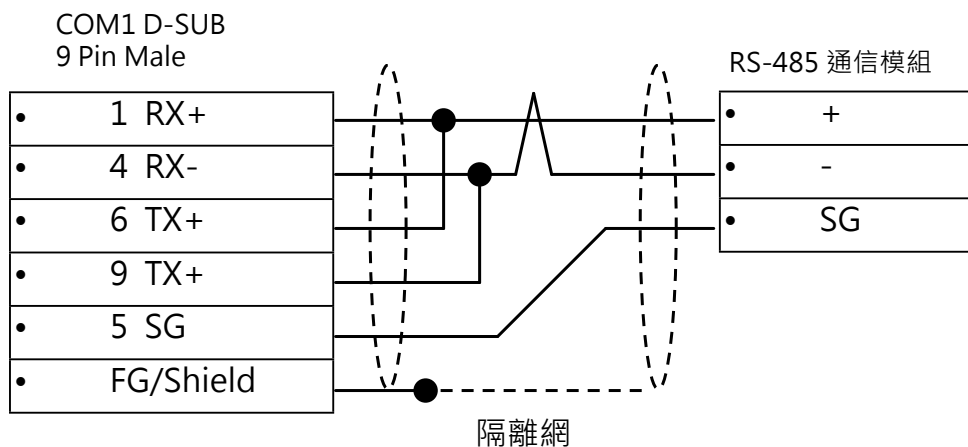 COM1 D-SUB
9 Pin Male
RS-485 通信模組
1 RX+
4 RX-
6 TX+
9 TX+
5 SG
FG/Shield
+
-
SG
隔離網